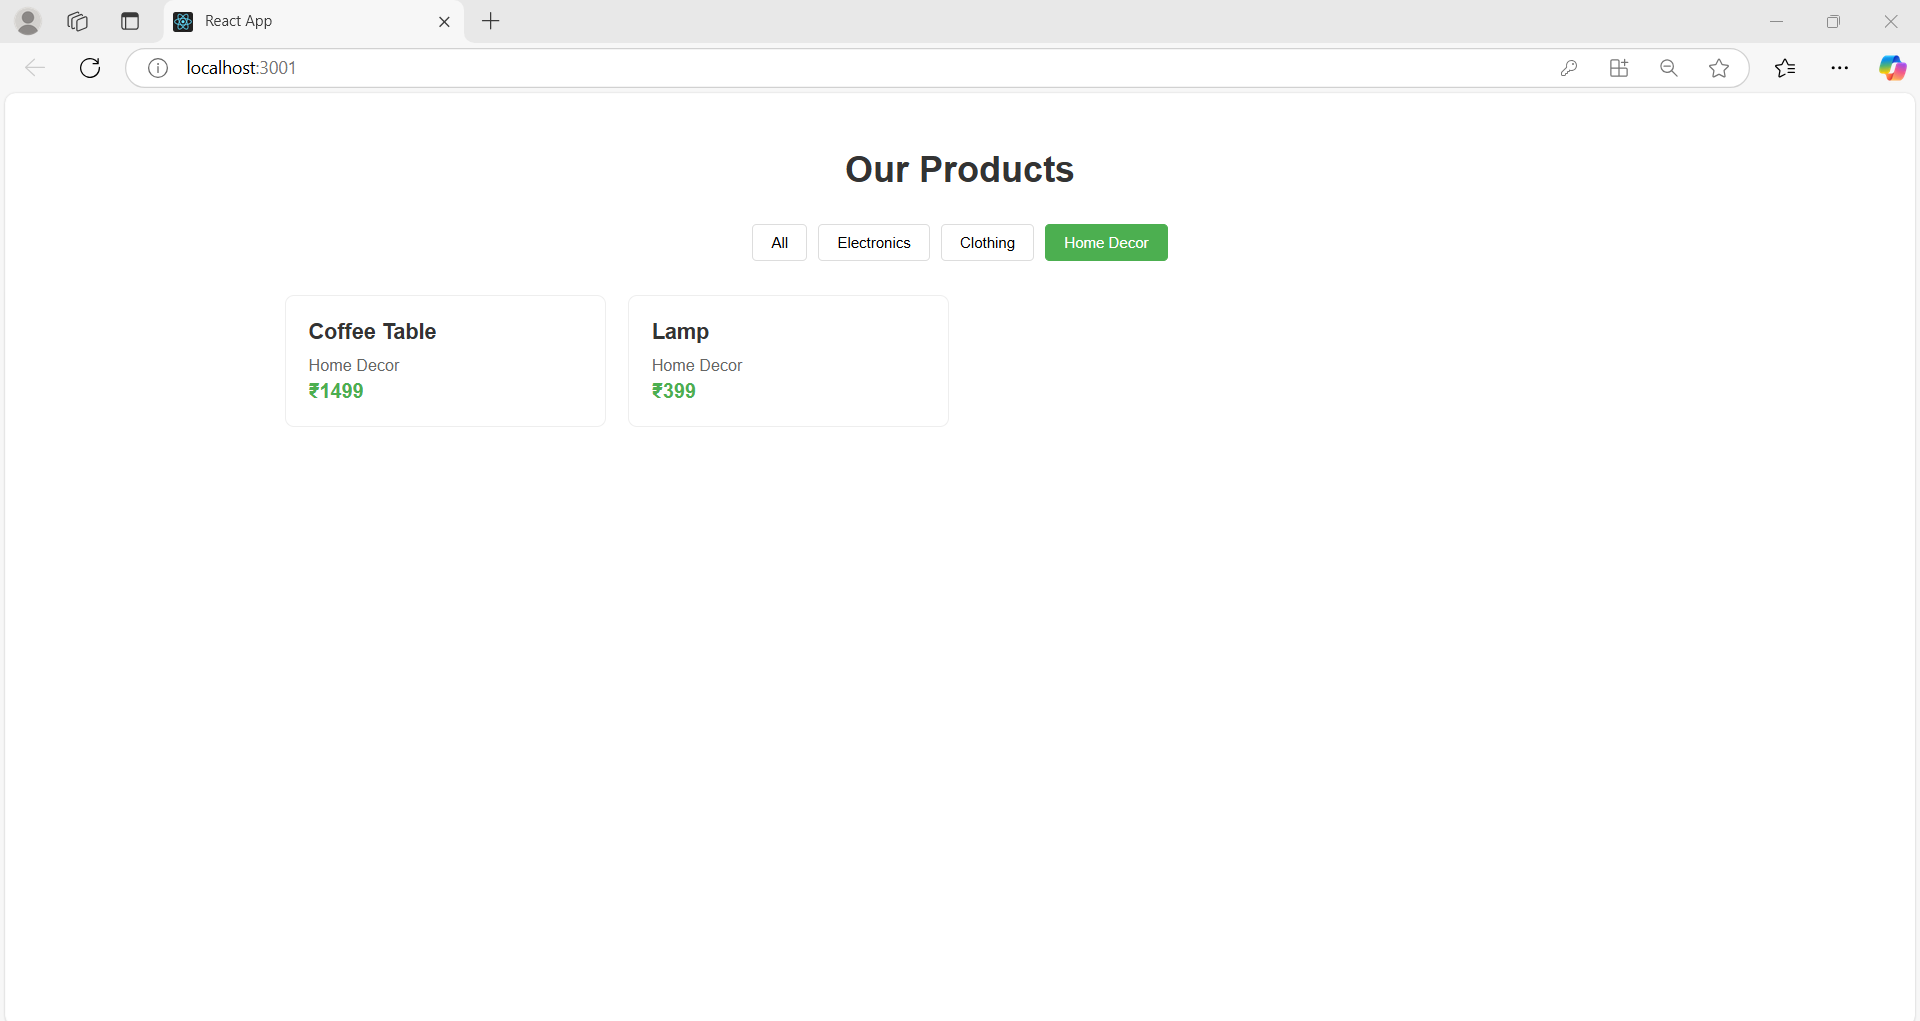 React App
localhost:3001
Our Products
All Electronics Clothing Home Decor
Coffee Table
Home Decor
₹1499
Lamp
Home Decor
₹399